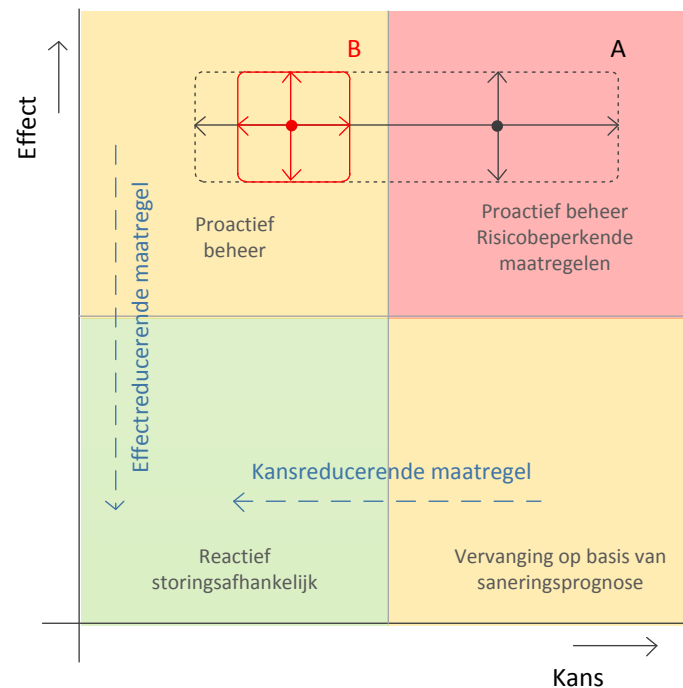 B
A
Effect
Effectreducerende maatregel
Proactief
beheer
Proactief beheer
Risicobeperkende
maatregelen
Kansreducerende maatregel
Reactief
storingsafhankelijk
Vervanging op basis van
saneringsprognose
Kans